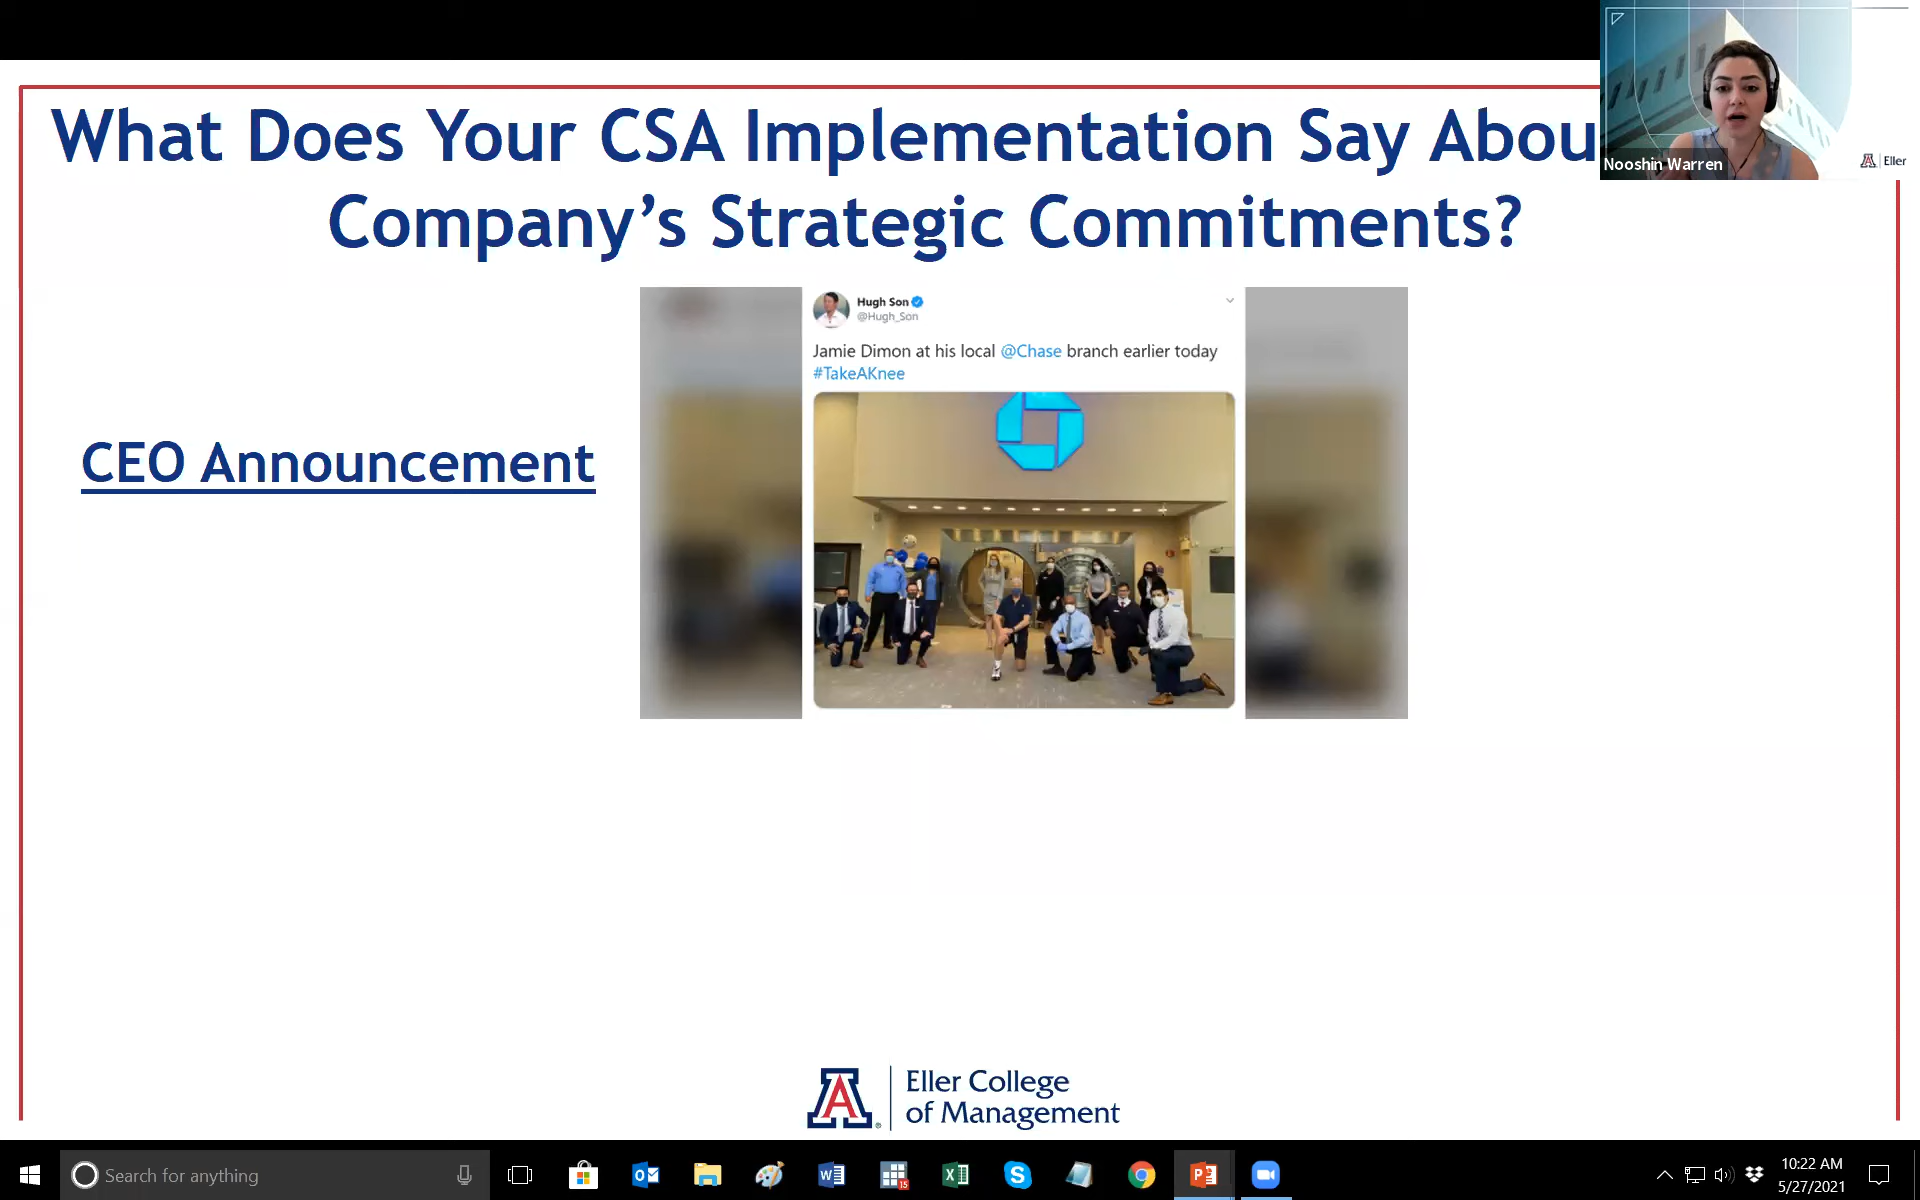 What Does Your CSA Implementation Say Abou
Company's Strategic Commitments?
Nooshin Warren
Eller
Hugh Son
@Hugh_Son
Jamie Dimon at his local @Chase branch earlier today
#TakeAKnee
CEO Announcement
Eller College
of Management
Search for anything
15
10:22 AM
5/27/2021